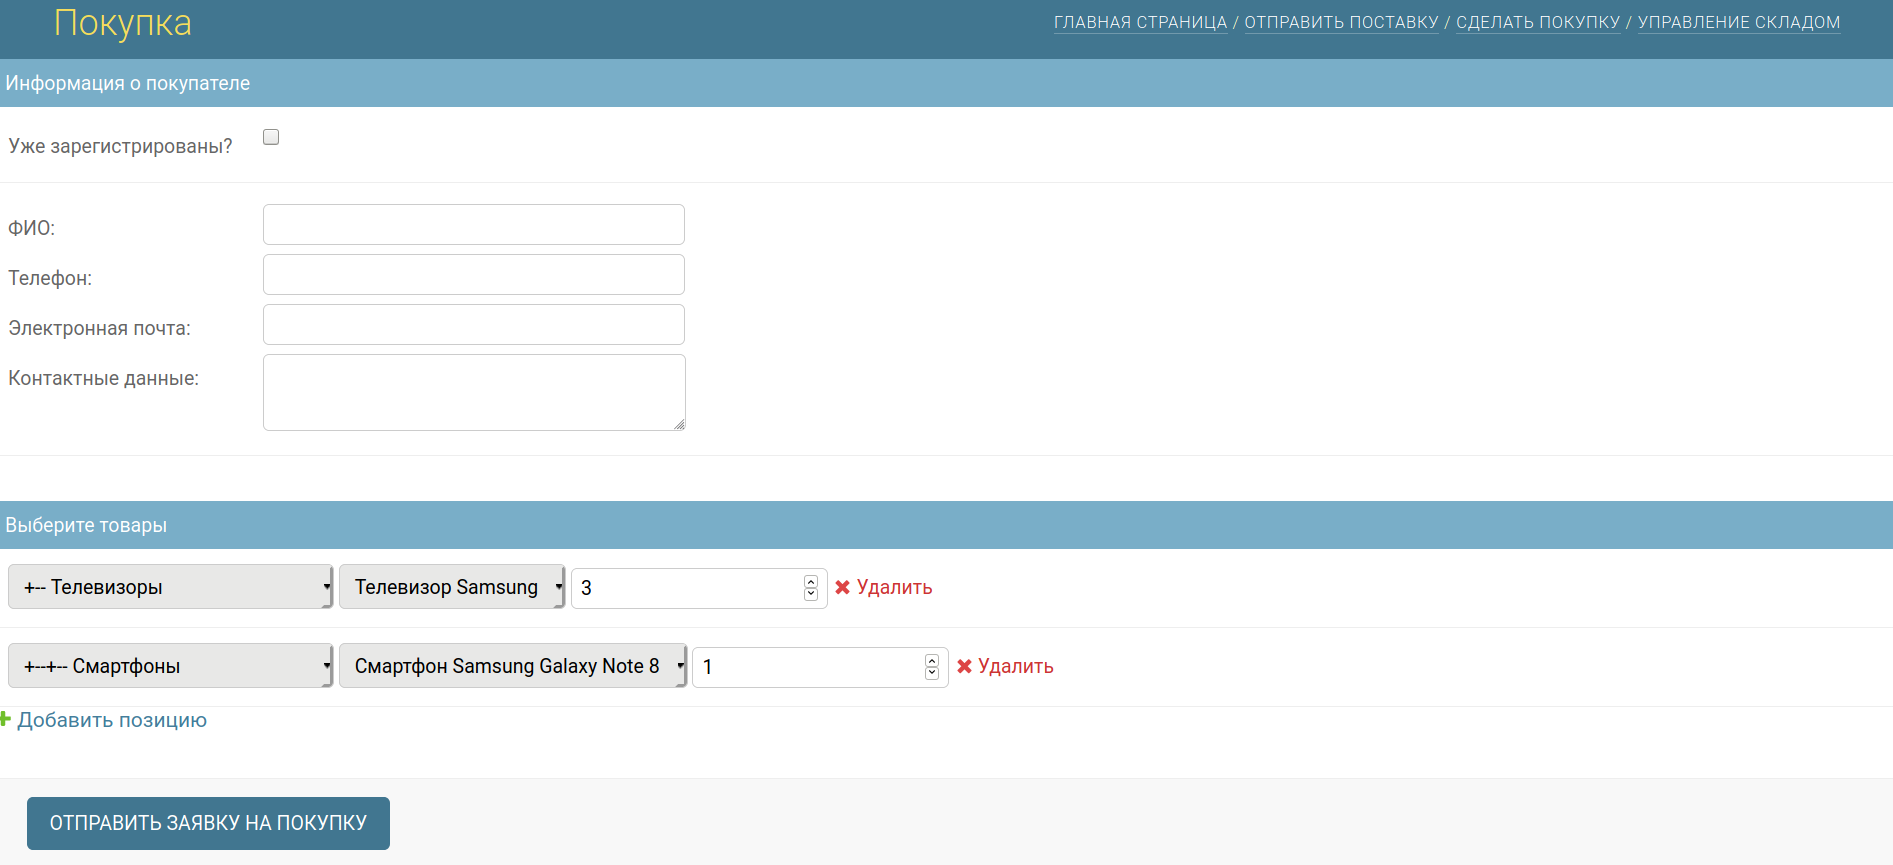 Покупка
ГЛАВНАЯ СТРАНИЦА / ОТПРАВИТЬ ПОСТАВКУ / СДЕЛАТЬ ПОКУПКУ / УПРАВЛЕНИЕ СКЛАДОМ
Информация о покупателе
Уже зарегистрированы?
ФИО:
Телефон:
Электронная почта:
Контактные данные:
Выберите товары
+-- Телевизоры Телевизор Samsung 3 Удалить
+--+-- Смартфоны Смартфон Samsung Galaxy Note 8 1 Удалить
Добавить позицию
ОТПРАВИТЬ ЗАЯВКУ НА ПОКУПКУ